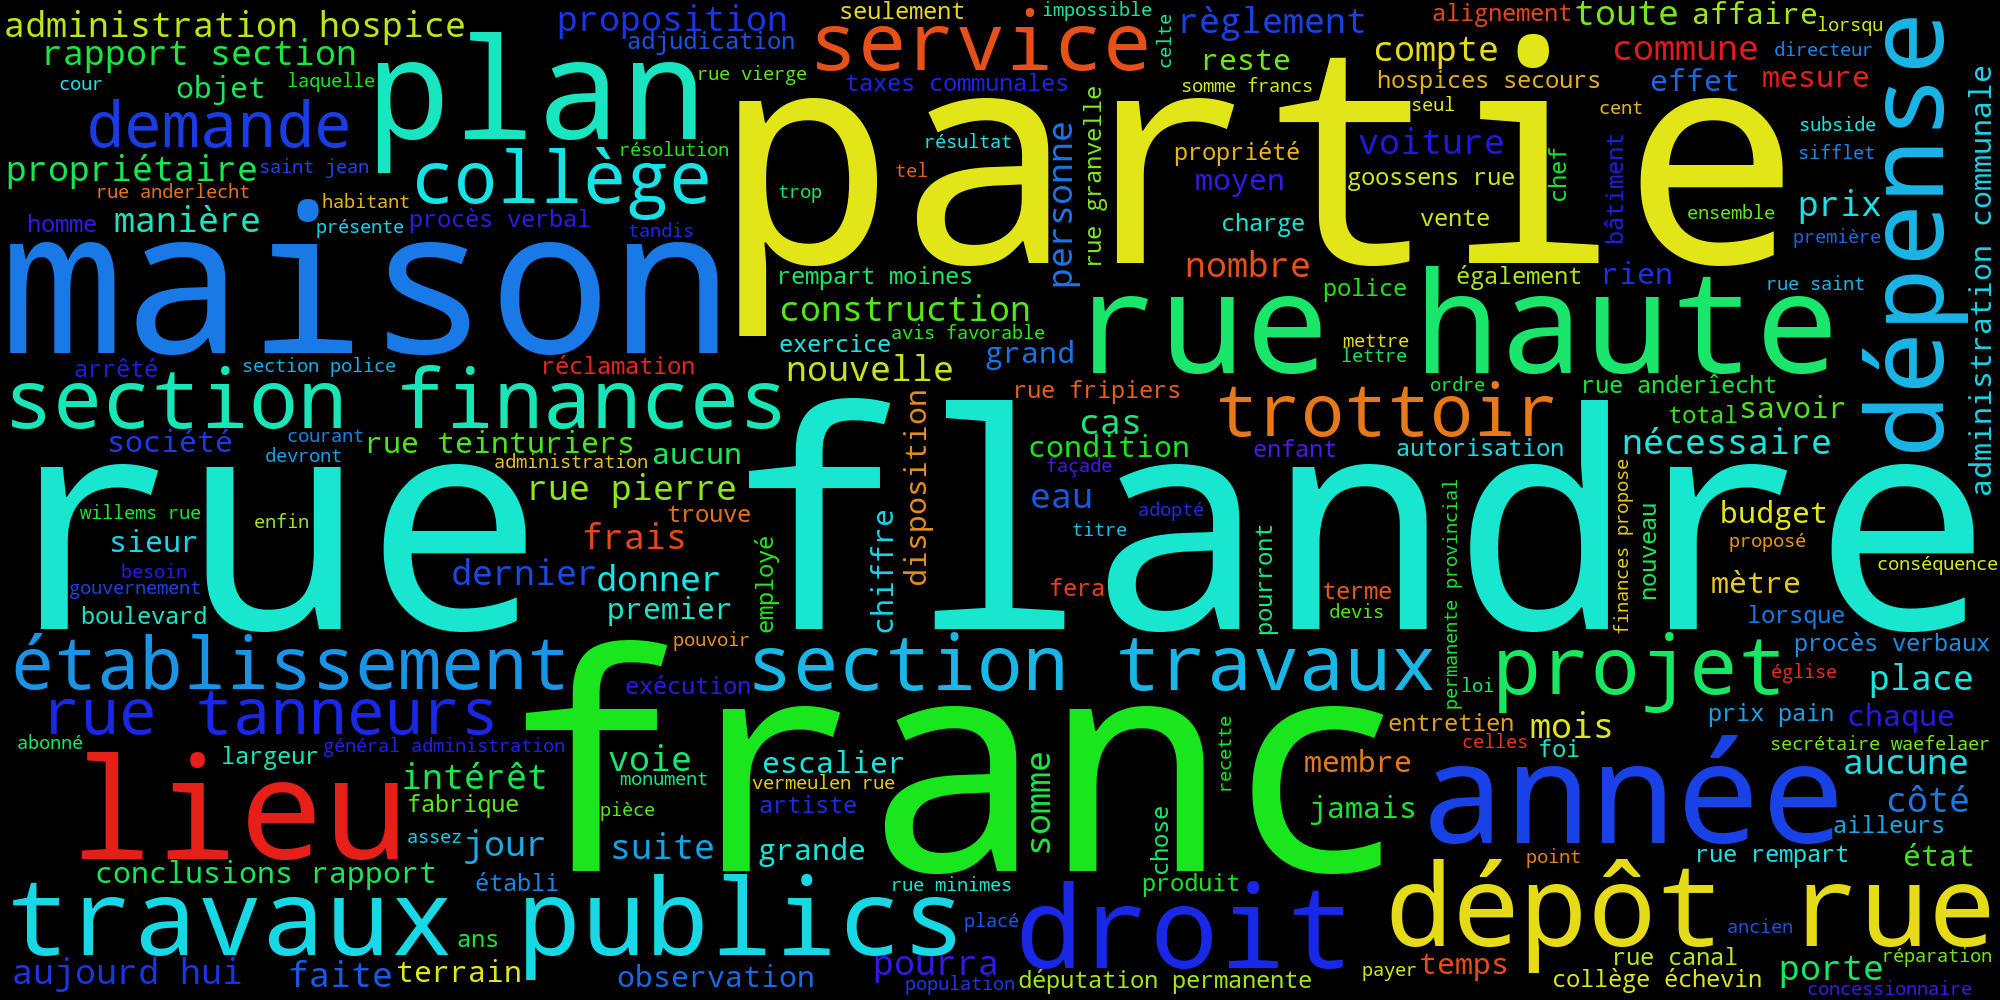 administration hospice
proposition
seulement
impossible
celte
règlement
alignement
toute
affaire
lorsqu
rapport section
plan
adjudication
service
partie
compte
commune
directeur
dépense
administration communale
cour
objet
laquelle
rue vierge
taxes communales
reste
somme francs
hospices secours
effet
mesure
demande
collège
résolution
résultat
personne
rue granvelle
seul
cent
subside
propriétaire
saint jean
trop
tel
propriété
voiture
chef
bâtiment
sifflet
rue anderlecht
habitant
moyen
goossens rue
manière
homme
présente
procès verbal
tandis
charge
vente
ensemble
prix
première
maison
rempart moines
nombre
police
également
rien
rue saint
construction
rue haute
avis favorable
exercice
grand
mettre
lettre
arrêté
section police
réclamation
nouvelle
section finances
rue fripiers
trottoir
ordre
rue anderîecht
disposition
cas
total
savoir
société
courant
devront
rue teinturiers
administration
aucun
condition
enfant
autorisation
nécessaire
rue flandre
rue pierre
façade
eau
adopté
titre
willems rue
enfin
trouve
sieur
frais
employé
chiffre
pourront
permanente provincial
finances propose
nouveau
budget
proposé
conséquence
besoin
gouvernement
dernier
donner
fera
terme
devis
mètre
boulevard
premier
lorsque
établissement
pouvoir
section travaux
projet
procès verbaux
rue tanneurs
exécution
loi
église
place
franc
abonné
largeur
général administration
voie
escalier
recette
entretien
mois
prix pain
chaque
lieu
intérêt
monument
vermeulen rue
somme
membre
celles
foi
année
secrétaire waefelaer
aucune
fabrique
pièce
artiste
jamais
côté
assez
jour
suite
grande
chose
ailleurs
conclusions rapport
établi
rue minimes
produit
point
rue rempart
état
travaux publics
placé
droit
dépôt rue
ans
ancien
aujourd hui
faite
terrain
observation
pourra
population
députation permanente
payer
temps
rue canal
collège échevin
porte
réparation
concessionnaire